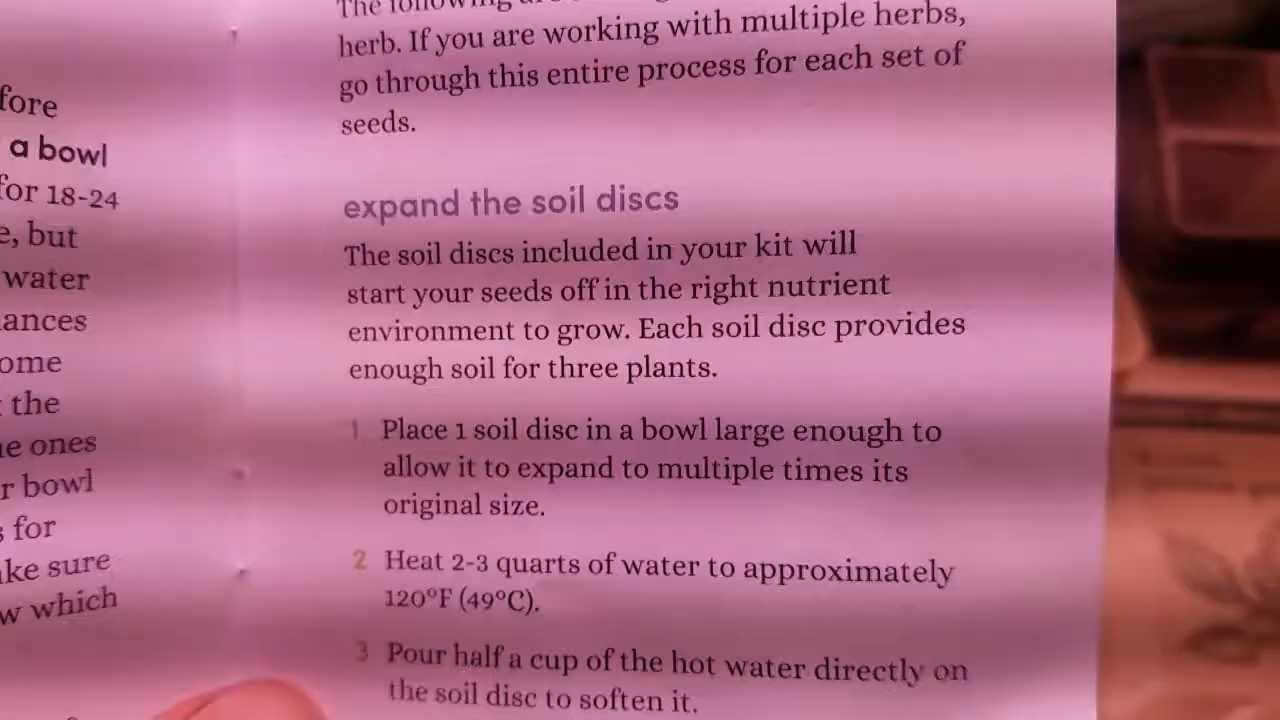 fore
a bowl
for 18-24
e, but
water
ances
ome
the
e ones
r bowl
s for
ke sure
w which
The following are
herb. If you are working with multiple herbs,
go through this entire process for each set of
seeds.
expand the soil discs
The soil discs included in your kit will
start your seeds off in the right nutrient
environment to grow. Each soil disc provides
enough soil for three plants.
1 Place 1 soil disc in a bowl large enough to
allow it to expand to multiple times its
original size.
2 Heat 2-3 quarts of water to approximately
120°F (49°C).
3 Pour half a cup of the hot water directly on
the soil disc to soften it.